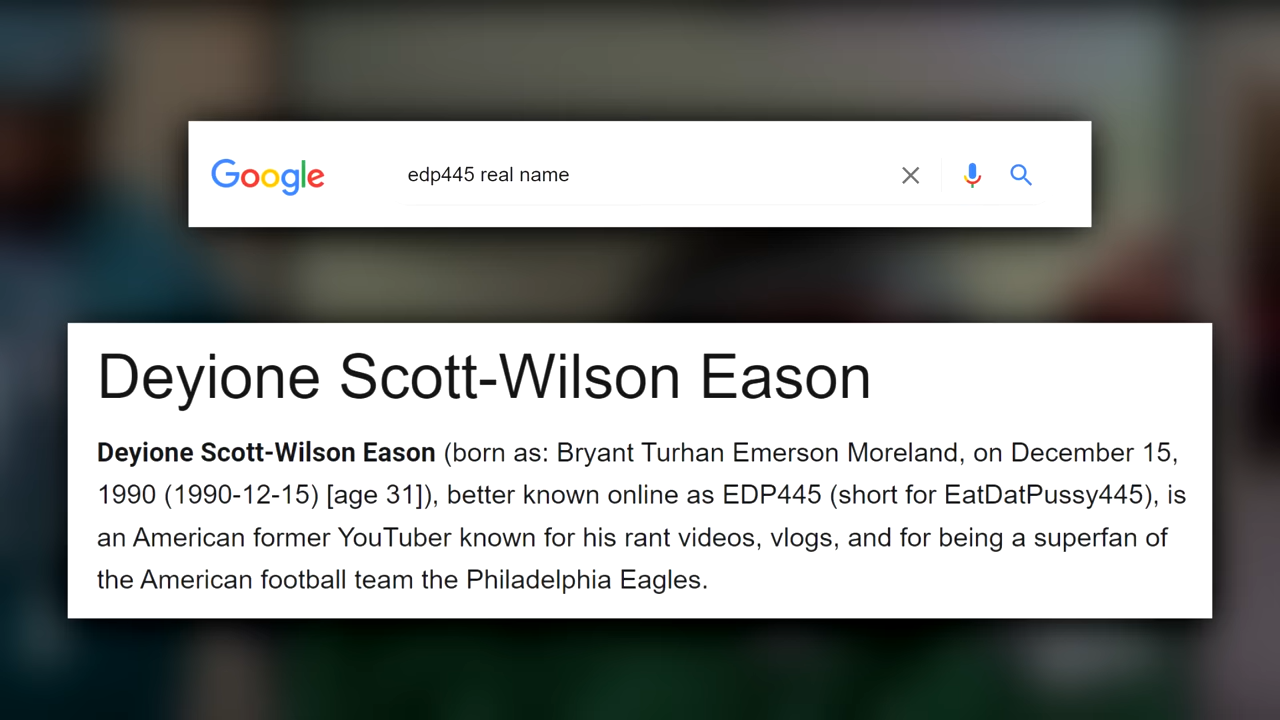 Google
edp445 real name
Deyione Scott-Wilson Eason
Deyione Scott-Wilson Eason (born as: Bryant Turhan Emerson Moreland, on December 15,
1990 (1990-12-15) [age 31]), better known online as EDP445 (short for EatDatPussy445), is
an American former YouTuber known for his rant videos, vlogs, and for being a superfan of
the American football team the Philadelphia Eagles.